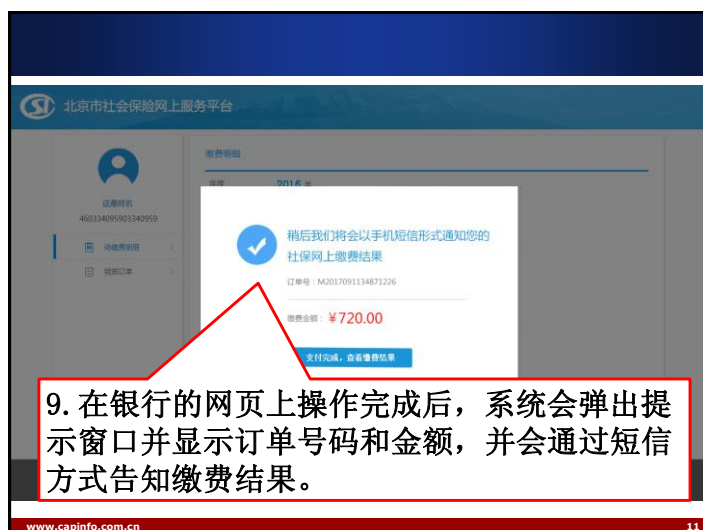 北京市社会保险网上服务平台
缴费明细
年度 2016 年
这是姓名
460334095903340959
待缴费明细
我的订单
稍后我们将会以手机短信形式通知您的
社保网上缴费结果
订单号：M2017091134871226
缴费金额：￥720.00
支付完成，查看缴费结果
9.在银行的网页上操作完成后，系统会弹出提
示窗口并显示订单号码和金额，并会通过短信
方式告知缴费结果。
www.capinfo.com.cn 11